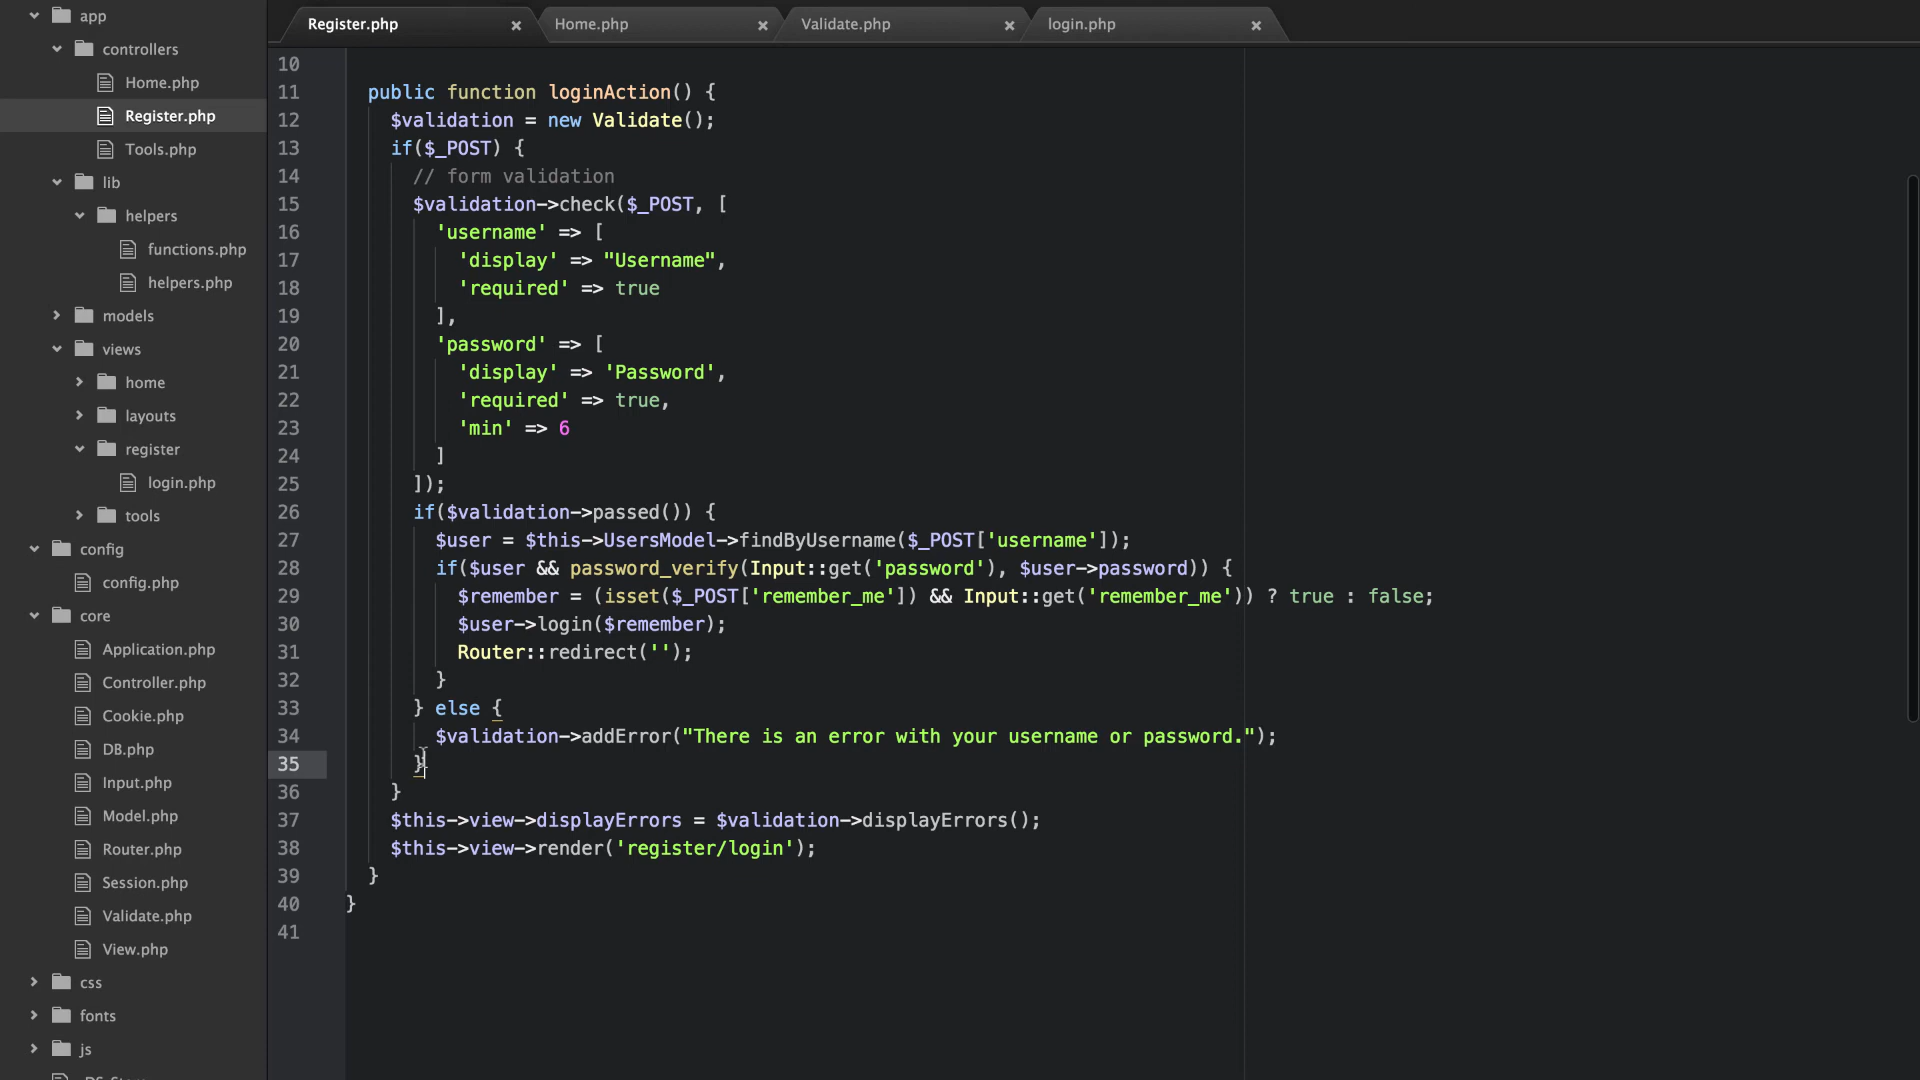 app
controllers
Home.php
Register.php
Tools.php
lib
helpers
functions.php
helpers.php
models
views
home
layouts
register
login.php
tools
config
config.php
core
Application.php
Controller.php
Cookie.php
DB.php
Input.php
Model.php
Router.php
Session.php
Validate.php
View.php
css
fonts
js
Register.php × Home.php × Validate.php × login.php ×
10
11 public function loginAction() {
12 $validation = new Validate();
13 if($_POST) {
14 // form validation
15 $validation->check($_POST, [
16 'username' => [
17 'display' => "Username",
18 'required' => true
19 ],
20 'password' => [
21 'display' => 'Password',
22 'required' => true,
23 'min' => 6
24 ]
25 ]);
26 if($validation->passed()) {
27 $user = $this->UsersModel->findByUsername($_POST['username']);
28 if($user && password_verify(Input::get('password'), $user->password)) {
29 $remember = (isset($_POST['remember_me']) && Input::get('remember_me')) ? true : false;
30 $user->login($remember);
31 Router::redirect('');
32 }
33 } else {
34 $validation->addError("There is an error with your username or password.");
35 }
36 }
37 $this->view->displayErrors = $validation->displayErrors();
38 $this->view->render('register/login');
39 }
40 }
41